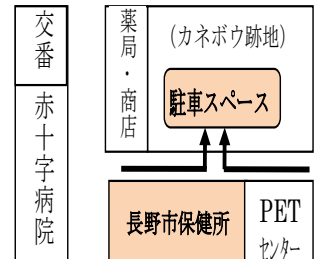 交番
赤十字病院
薬局・商店
(カネボウ跡地)
駐車スペース
長野市保健所
PET
センター